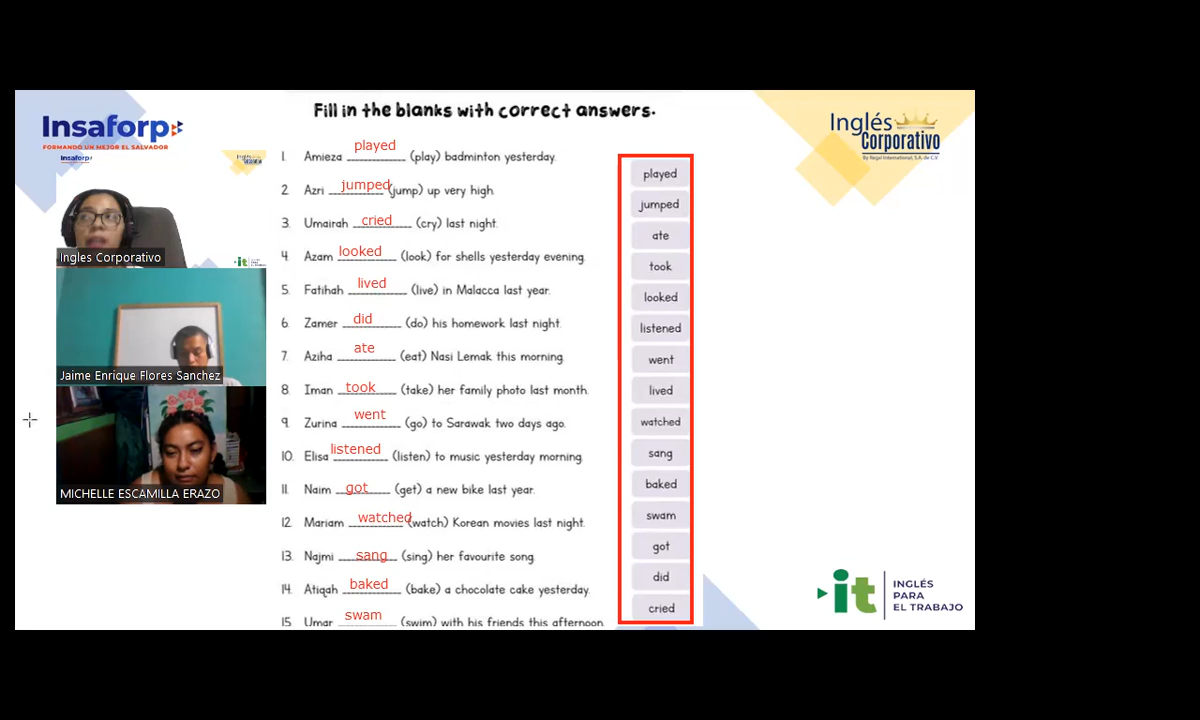 Insaforp
FORMANDO UN MEJOR EL SALVADOR
Insaforp
Inglés
Corporativo
By Regal International, S.A. de C.V.
Fill in the blanks with correct answers.
1. Amieza played (play) badminton yesterday.
2. Azri jumped (jump) up very high.
3. Umairah cried (cry) last night.
4. Azam looked (look) for shells yesterday evening.
5. Fatihah lived (live) in Malacca last year.
6. Zamer did (do) his homework last night.
7. Aziha ate (eat) Nasi Lemak this morning.
8. Iman took (take) her family photo last month.
9. Zurina went (go) to Sarawak two days ago.
10. Elisa listened (listen) to music yesterday morning.
11. Naim got (get) a new bike last year.
12. Mariam watched (watch) Korean movies last night.
13. Najmi sang (sing) her favourite song.
14. Atiqah baked (bake) a chocolate cake yesterday.
15. Umar swam (swim) with his friends this afternoon
played
jumped
ate
took
looked
listened
went
lived
watched
sang
baked
swam
got
did
cried
Ingles Corporativo
Jaime Enrique Flores Sanchez
MICHELLE ESCAMILLA ERAZO
it
INGLÉS
PARA
EL TRABAJO